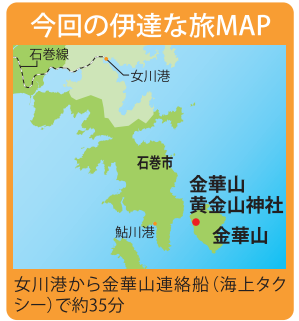 今回の伊達な旅MAP
石巻線
女川港
石巻市
金華山
黄金山神社
金華山
鮎川港
女川港から金華山連絡船（海上タク
シー）で約35分